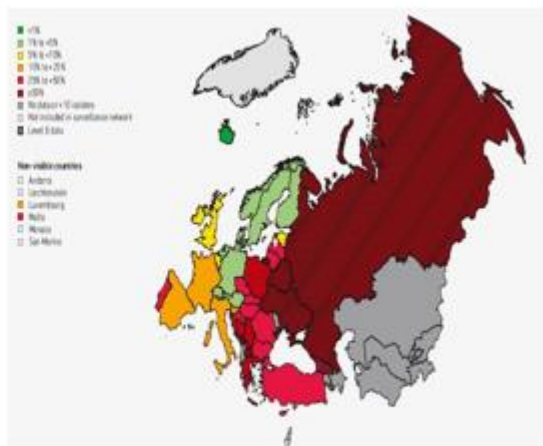 <1%
1% to <5%
5% to <10%
10% to <25%
25% to <50%
≥50%
No data or <10 isolates
Not included in surveillance network
Level B data
Non-visible countries
Andorra
Liechtenstein
Luxembourg
Malta
Monaco
San Marino